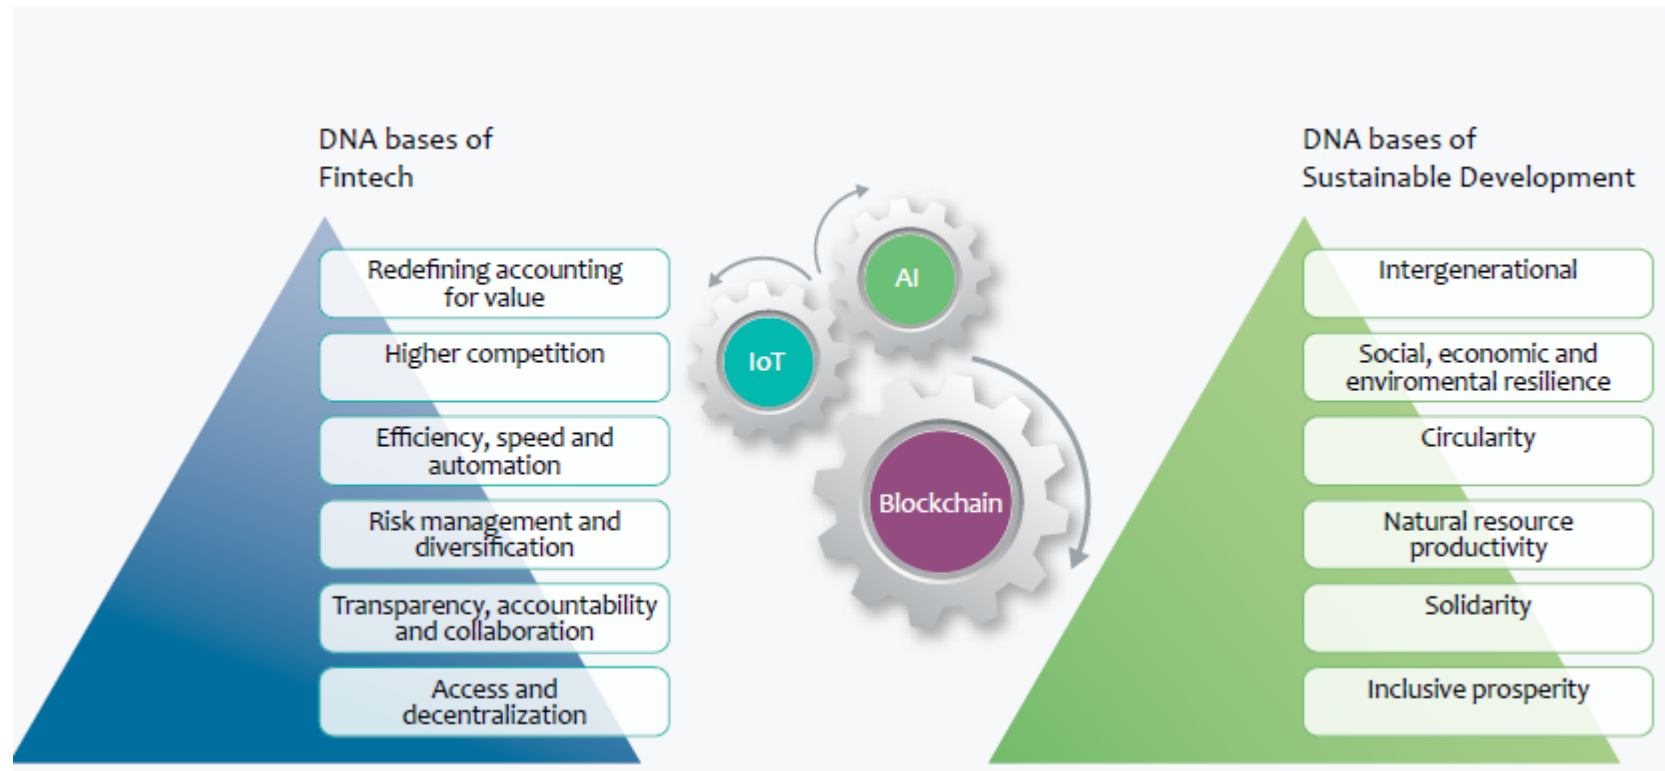 DNA bases of
Fintech
Redefining accounting
for value
Higher competition
Efficiency, speed and
automation
Risk management and
diversification
Transparency, accountability
and collaboration
Access and
decentralization
AI
IoT
Blockchain
DNA bases of
Sustainable Development
Intergenerational
Social, economic and
enviromental resilience
Circularity
Natural resource
productivity
Solidarity
Inclusive prosperity